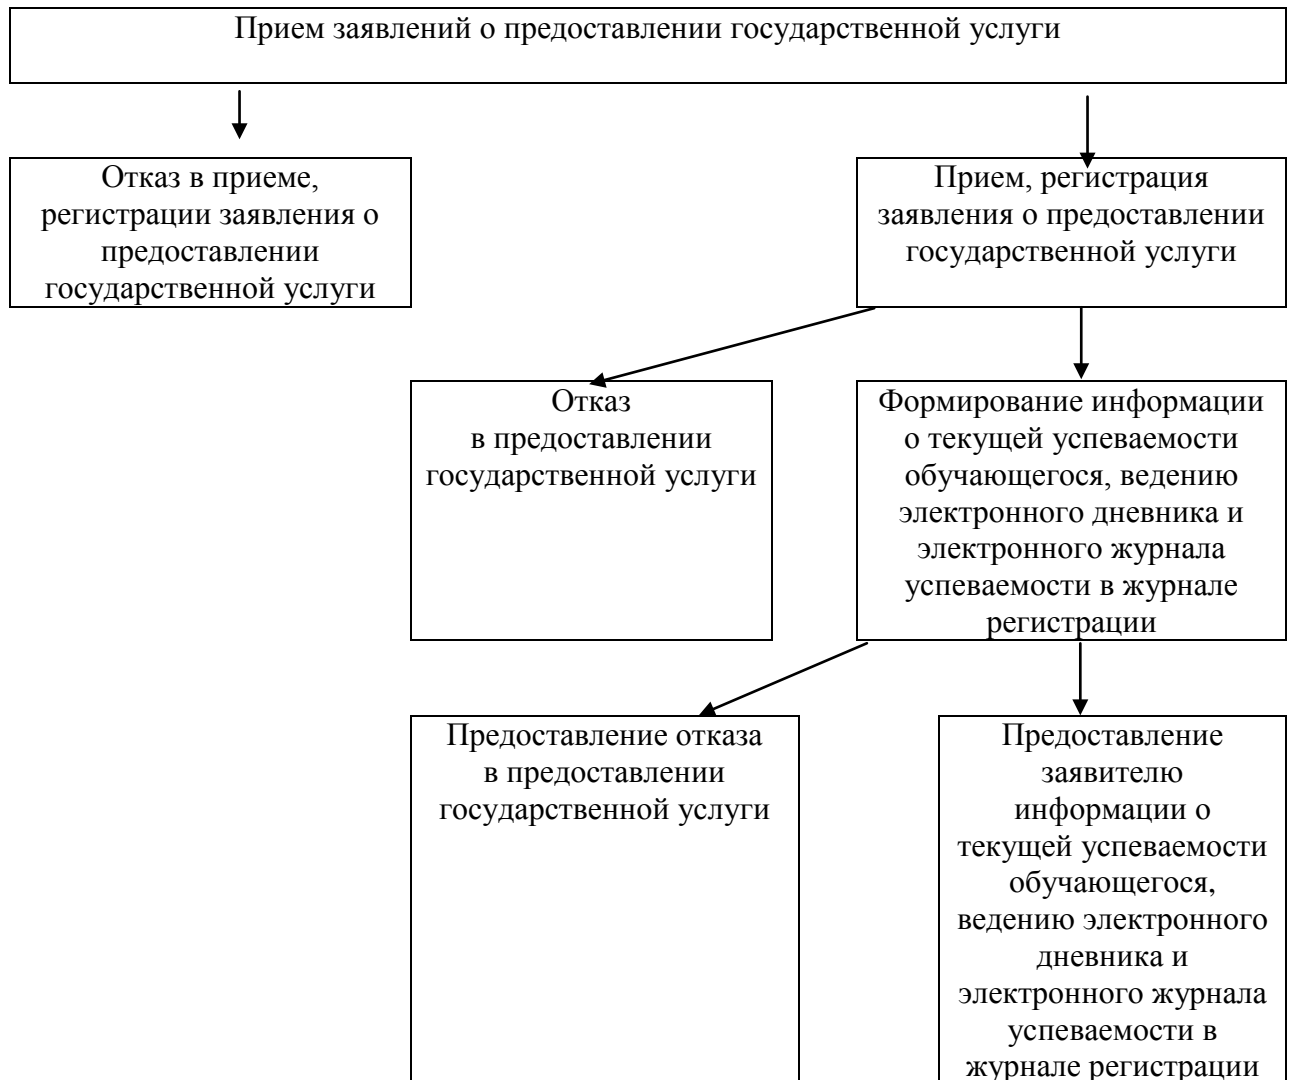 Прием заявлений о предоставлении государственной услуги
Отказ в приеме,
регистрации заявления о
предоставлении
государственной услуги
Прием, регистрация
заявления о предоставлении
государственной услуги
Отказ
в предоставлении
государственной услуги
Формирование информации
о текущей успеваемости
обучающегося, ведению
электронного дневника и
электронного журнала
успеваемости в журнале
регистрации
Предоставление отказа
в предоставлении
государственной услуги
Предоставление
заявителю
информации о
текущей успеваемости
обучающегося,
ведению электронного
дневника и
электронного журнала
успеваемости в
журнале регистрации